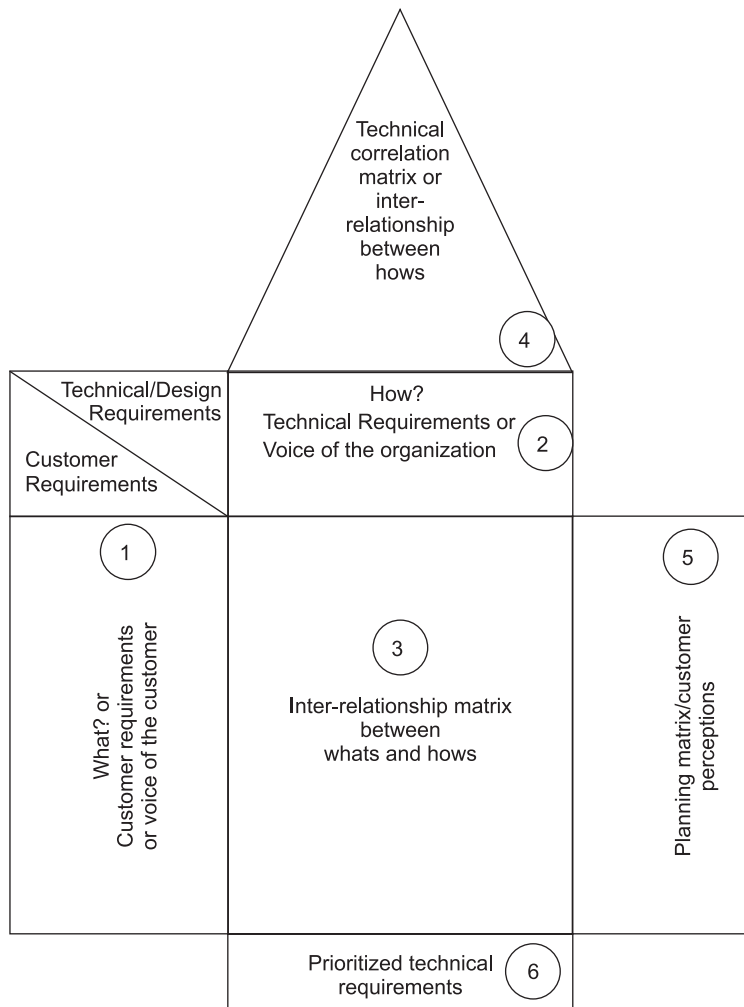 Technical
correlation
matrix or
inter-
relationship
between
hows
4
Technical/Design
Requirements
Customer
Requirements
How?
Technical Requirements or
Voice of the organization
2
1
What? or
Customer requirements
or voice of the customer
3
Inter-relationship matrix
between
whats and hows
5
Planning matrix/customer
perceptions
Prioritized technical
requirements
6